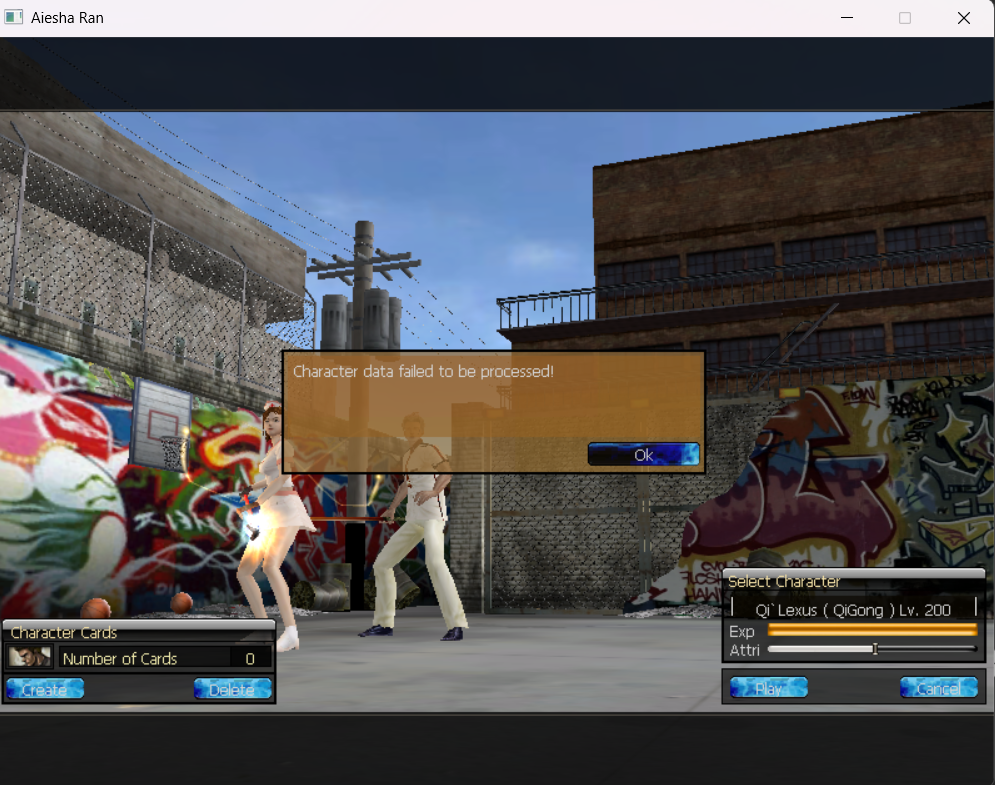 Aiesha Ran
Character data failed to be processed!
Ok
Select Character
Qi`Lexus ( QiGong ) Lv. 200
Exp
Attri
Character Cards
Number of Cards 0
Create Delete
Play Cancel